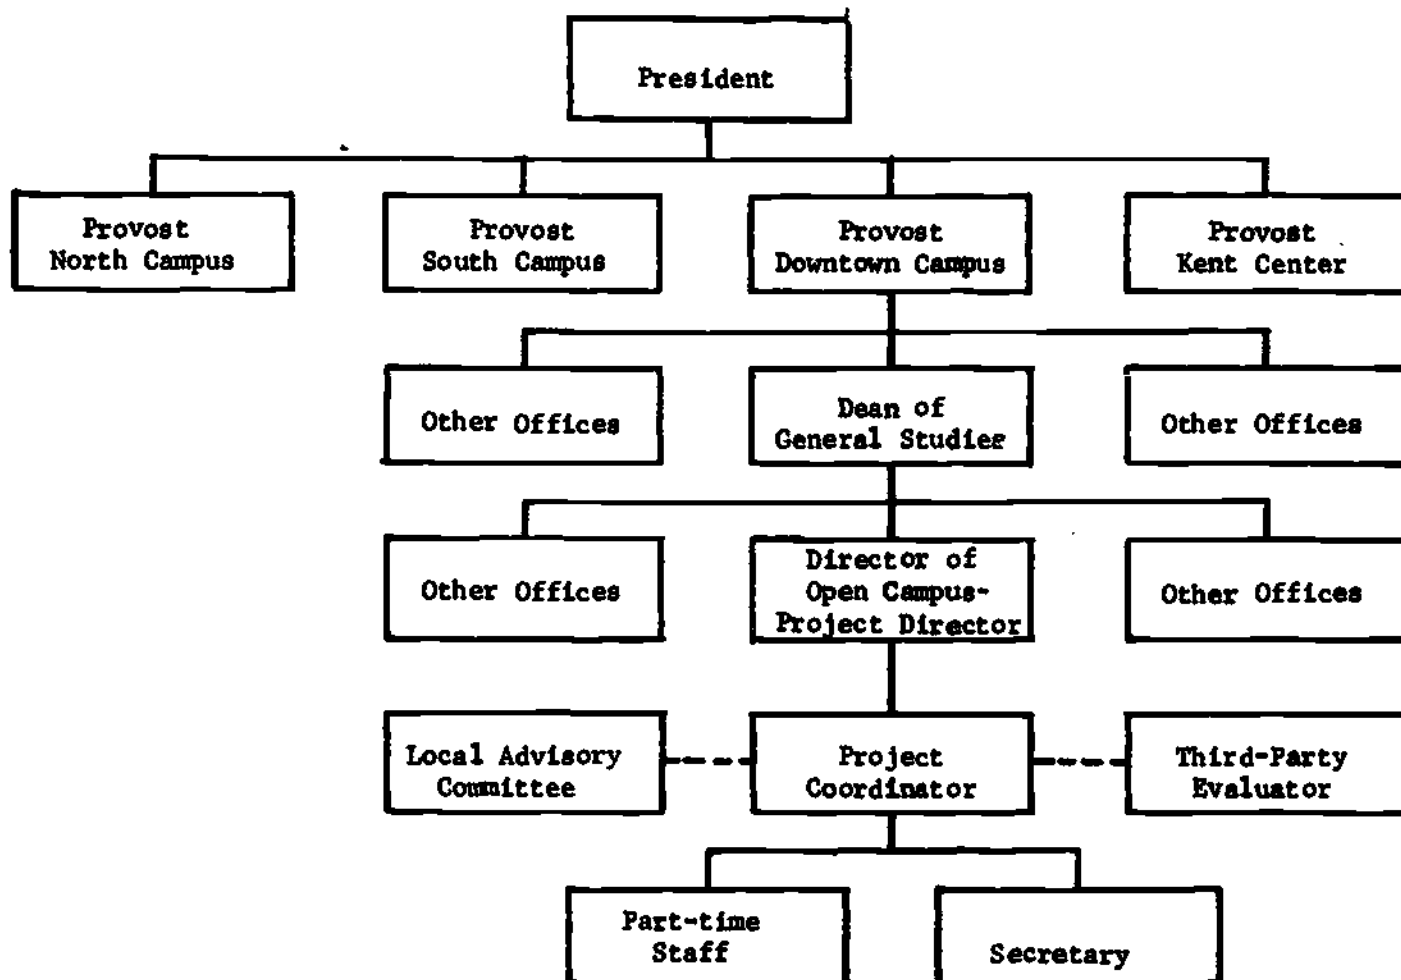 President
Provost
North Campus
Provost
South Campus
Provost
Downtown Campus
Provost
Kent Center
Other Offices
Dean of
General Studies
Other Offices
Other Offices
Director of
Open Campus-
Project Director
Other Offices
Local Advisory
Committee
Project
Coordinator
Third-Party
Evaluator
Part-time
Staff
Secretary